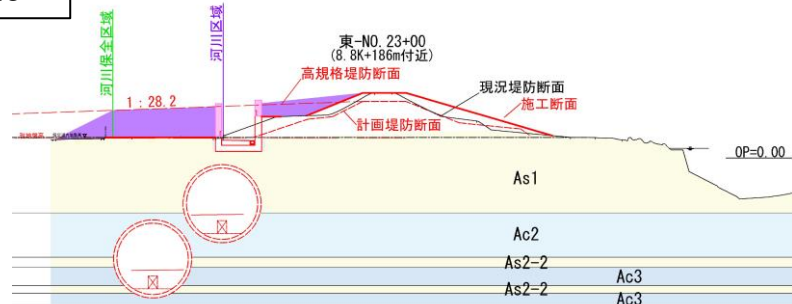 河川保全区域
河川区域
東-NO.23+00
(8.8K+186m付近)
高規格堤防断面
現況堤防断面
施工断面
1:28.2
計画堤防断面
OP=0.00
As1
Ac2
As2-2
Ac3
As2-2
Ac3